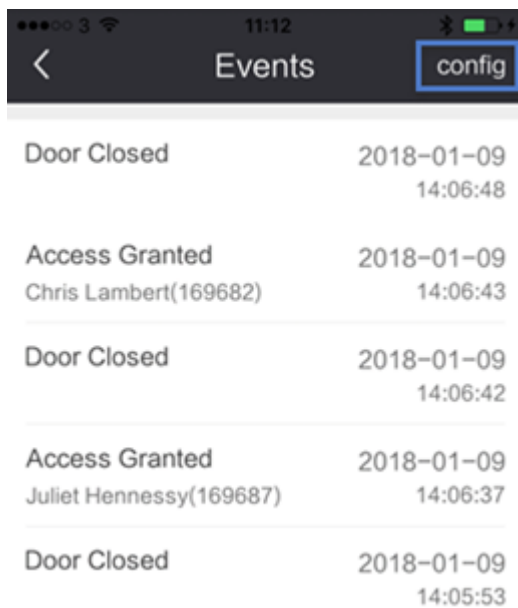 3 11:12
Events config
Door Closed 2018-01-09
14:06:48
Access Granted 2018-01-09
Chris Lambert(169682) 14:06:43
Door Closed 2018-01-09
14:06:42
Access Granted 2018-01-09
Juliet Hennessy(169687) 14:06:37
Door Closed 2018-01-09
14:05:53